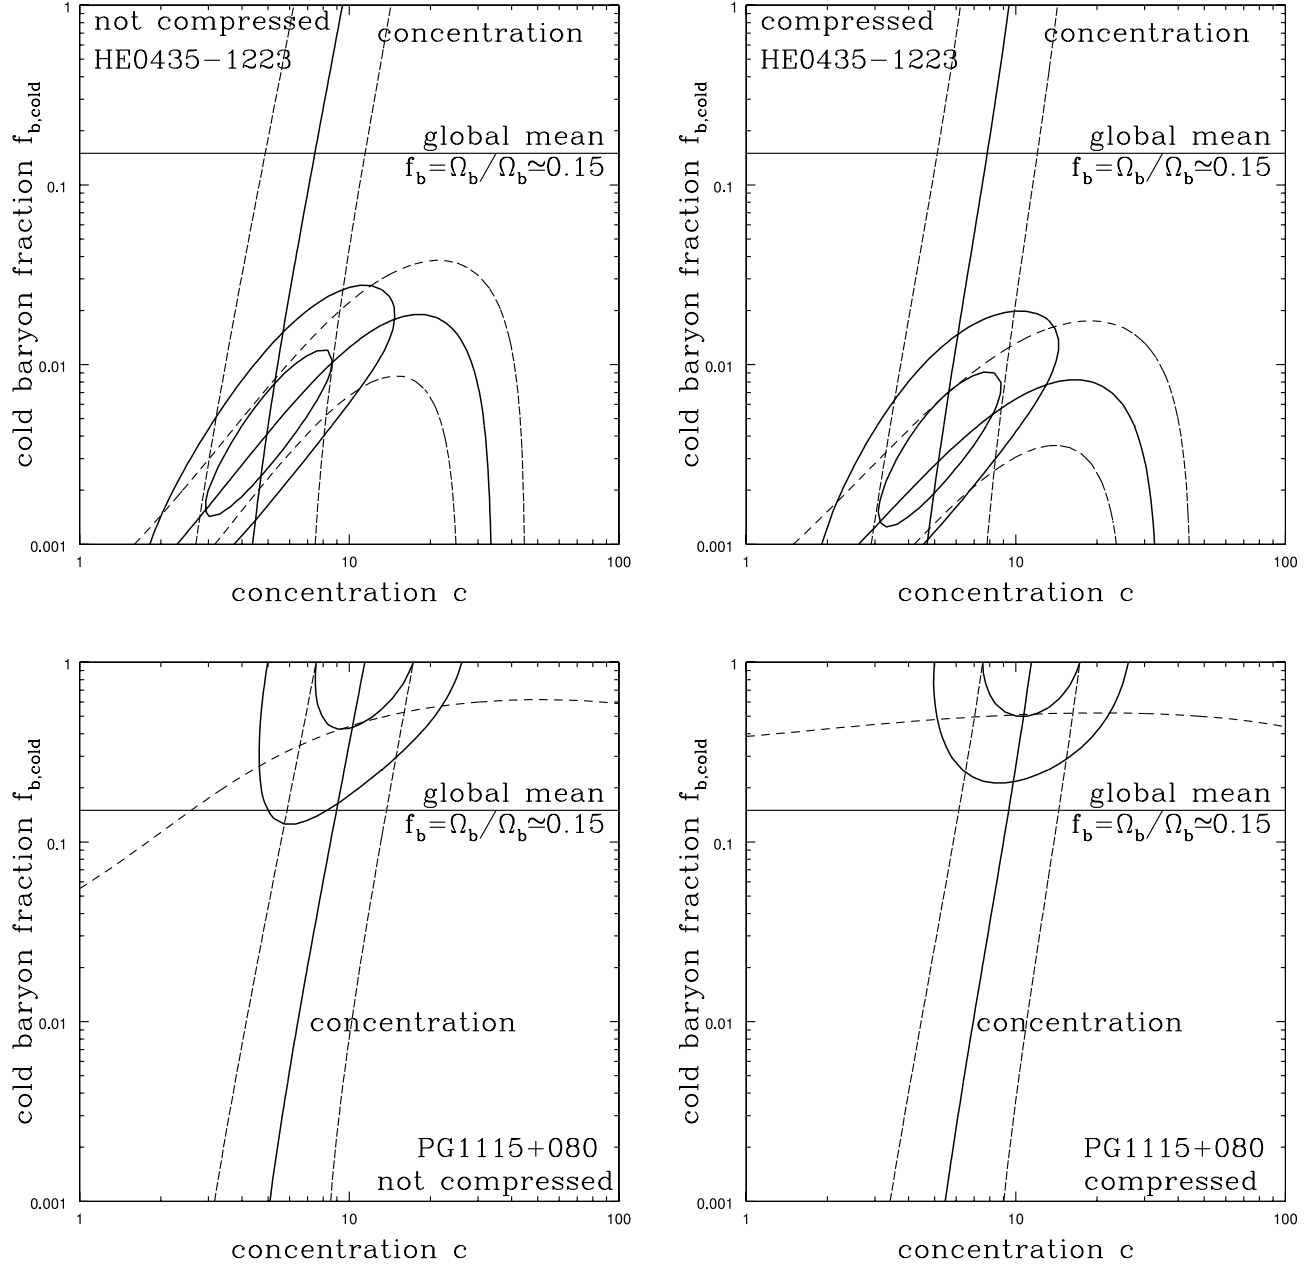 not compressed
HE0435−1223
concentration
global mean
f_b=Ω_b/Ω_b≃0.15
cold baryon fraction f_b,cold
1
0.1
0.01
0.001
1
10
100
concentration c
compressed
HE0435−1223
concentration
global mean
f_b=Ω_b/Ω_b≃0.15
cold baryon fraction f_b,cold
1
0.1
0.01
0.001
1
10
100
concentration c
global mean
f_b=Ω_b/Ω_b≃0.15
concentration
PG1115+080
not compressed
cold baryon fraction f_b,cold
1
0.1
0.01
0.001
1
10
100
concentration c
global mean
f_b=Ω_b/Ω_b≃0.15
concentration
PG1115+080
compressed
cold baryon fraction f_b,cold
1
0.1
0.01
0.001
1
10
100
concentration c